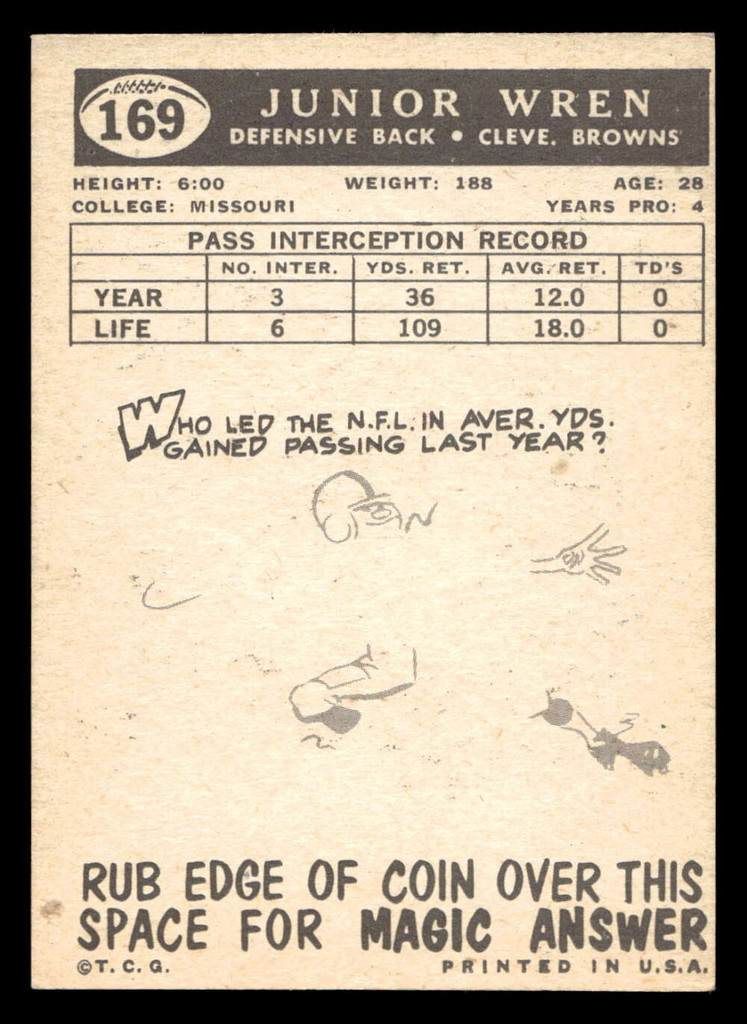 169
JUNIOR WREN
DEFENSIVE BACK • CLEVE. BROWNS
HEIGHT: 6:00 WEIGHT: 188 AGE: 28
COLLEGE: MISSOURI YEARS PRO: 4
PASS INTERCEPTION RECORD
NO. INTER. YDS. RET. AVG. RET. TD'S
YEAR 3 36 12.0 0
LIFE 6 109 18.0 0
WHO LED THE N.F.L. IN AVER. YDS.
GAINED PASSING LAST YEAR?
RUB EDGE OF COIN OVER THIS
SPACE FOR MAGIC ANSWER
©T.C.G. PRINTED IN U.S.A.